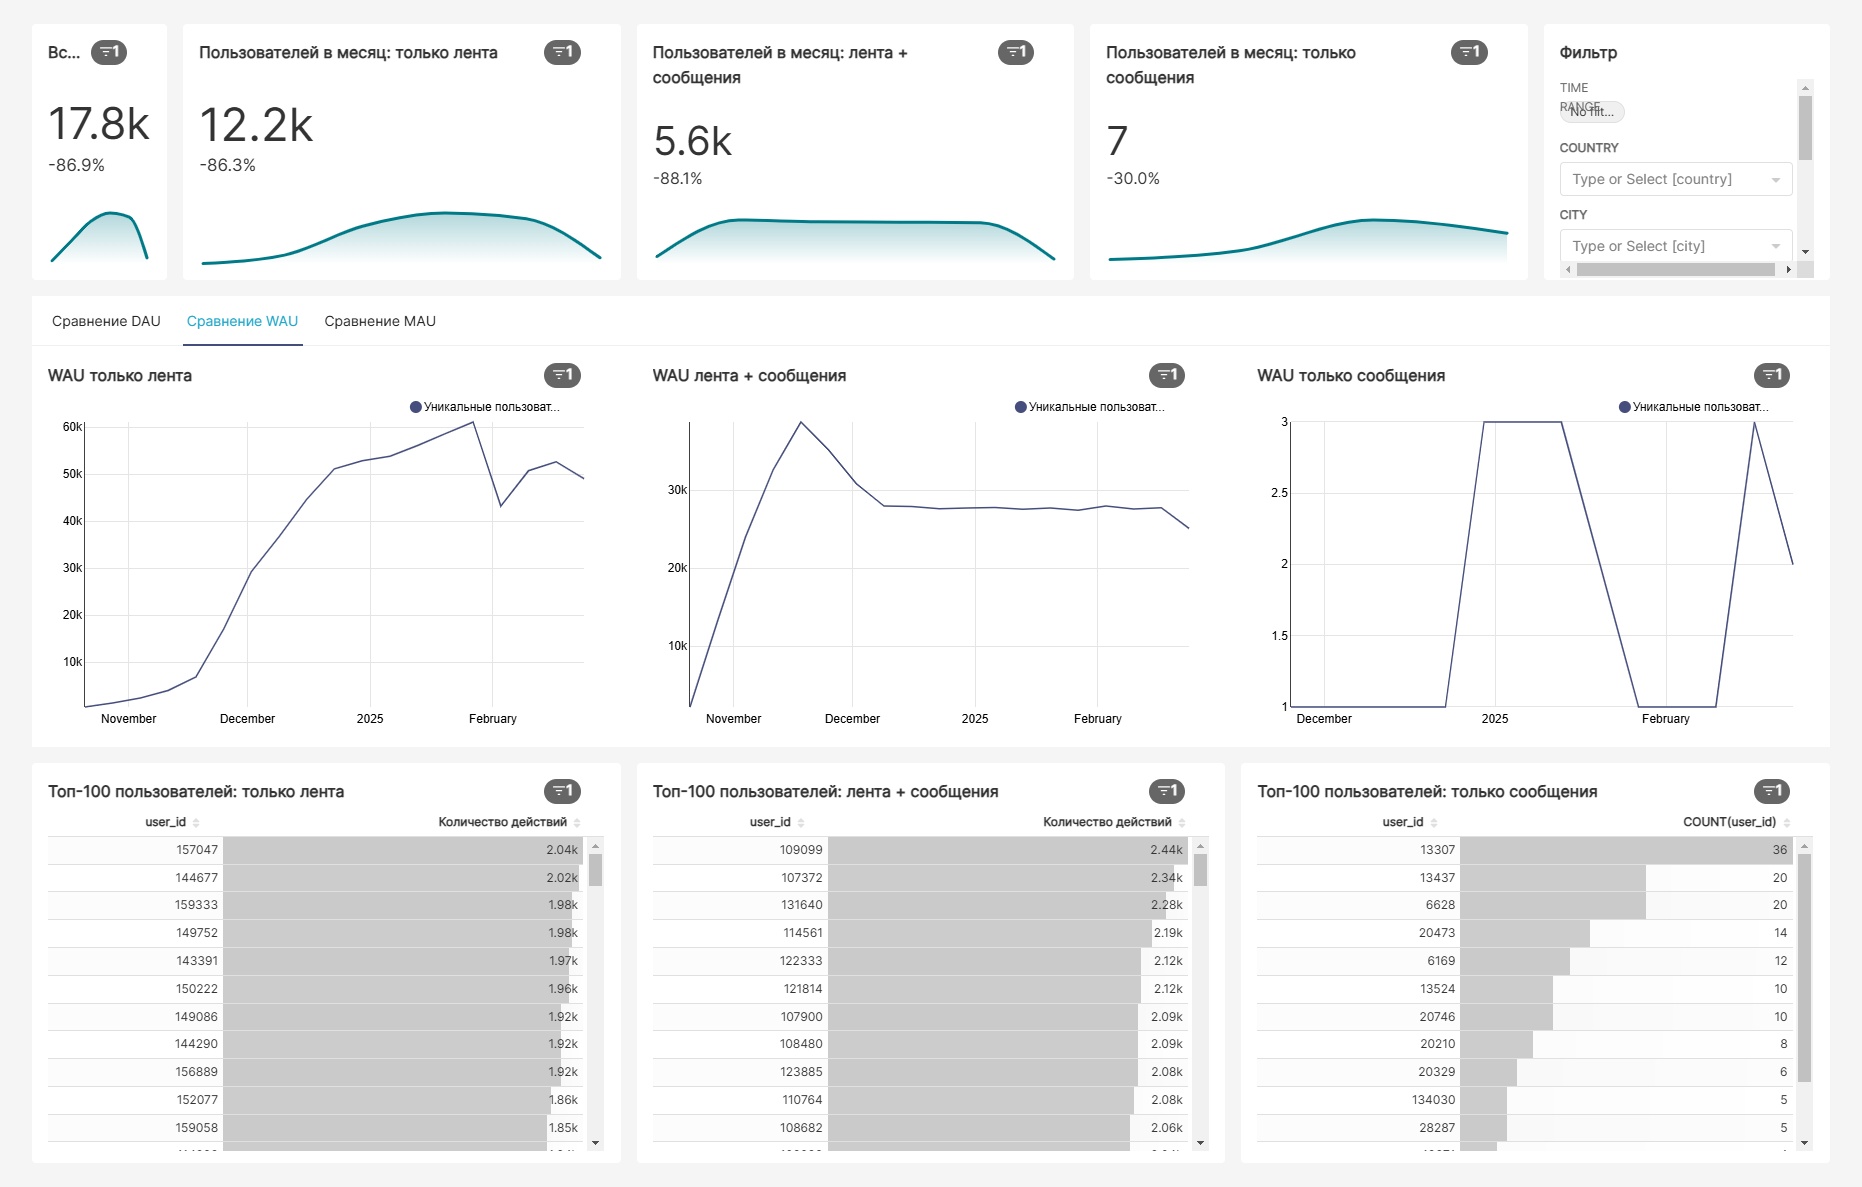 Вс...
1
17.8k
-86.9%
Пользователей в месяц: только лента
1
12.2k
-86.3%
Пользователей в месяц: лента +
сообщения
1
5.6k
-88.1%
Пользователей в месяц: только
сообщения
1
7
-30.0%
Фильтр
TIME
RANGE
No filt...
COUNTRY
Type or Select [country]
CITY
Type or Select [city]
Сравнение DAU
Сравнение WAU
Сравнение MAU
WAU только лента
1
Уникальные пользоват...
60k
50k
40k
30k
20k
10k
November
December
2025
February
WAU лента + сообщения
1
Уникальные пользоват...
30k
20k
10k
November
December
2025
February
WAU только сообщения
1
Уникальные пользоват...
3
2.5
2
1.5
1
December
2025
February
Топ-100 пользователей: только лента
1
user_id Количество действий
157047 2.04k
144677 2.02k
159333 1.98k
149752 1.98k
143391 1.97k
150222 1.96k
149086 1.92k
144290 1.92k
156889 1.92k
152077 1.86k
159058 1.85k
Топ-100 пользователей: лента + сообщения
1
user_id Количество действий
109099 2.44k
107372 2.34k
131640 2.28k
114561 2.19k
122333 2.12k
121814 2.12k
107900 2.09k
108480 2.09k
123885 2.08k
110764 2.08k
108682 2.06k
Топ-100 пользователей: только сообщения
1
user_id COUNT(user_id)
13307 36
13437 20
6628 20
20473 14
6169 12
13524 10
20746 10
20210 8
20329 6
134030 5
28287 5